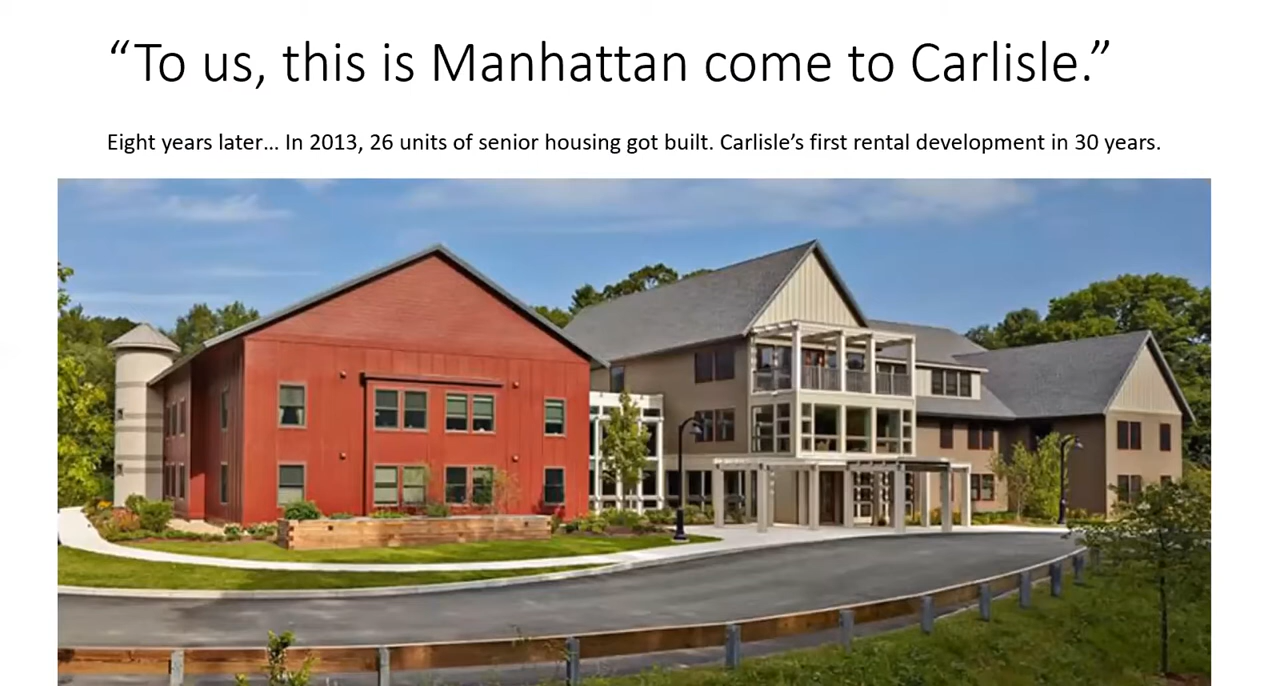 “To us, this is Manhattan come to Carlisle.”
Eight years later… In 2013, 26 units of senior housing got built. Carlisle’s first rental development in 30 years.